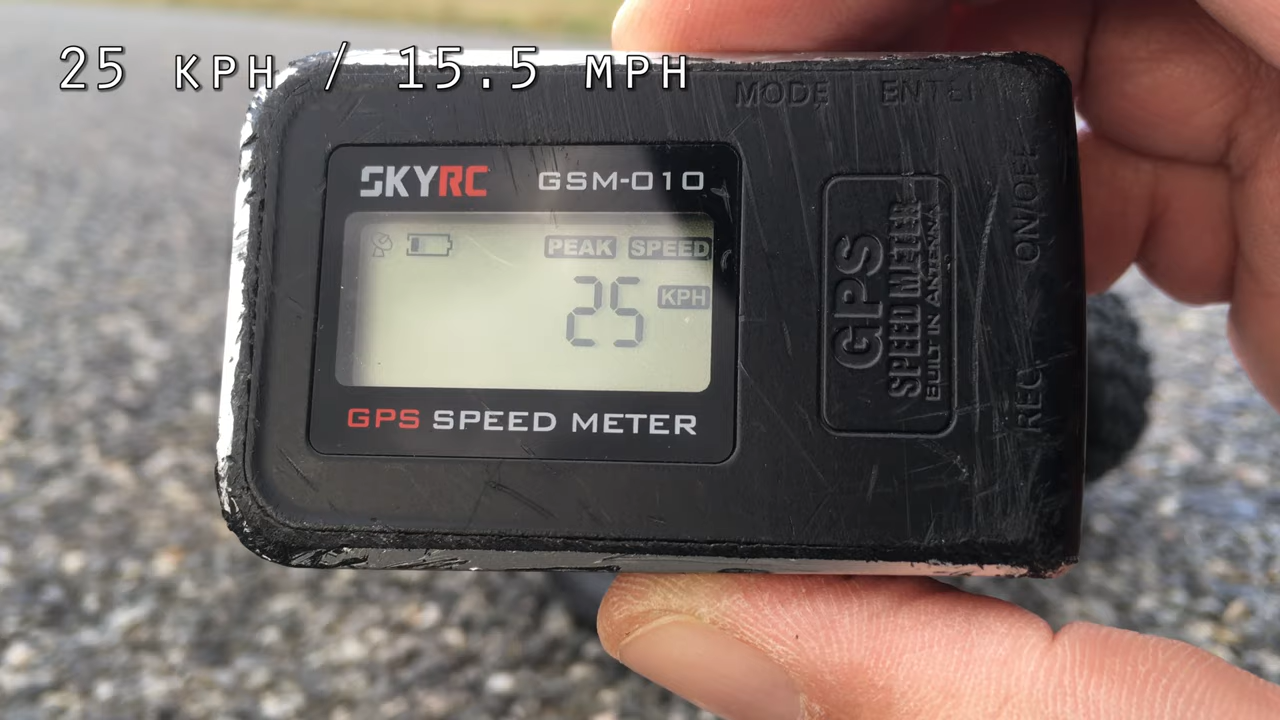 25 KPH / 15.5 MPH
MODE ENTER
SKYRC GSM-010
PEAK SPEED
25 KPH
GPS SPEED METER
GPS
SPEED METER
BUILT IN ANTENNA
ON/OFF
REC